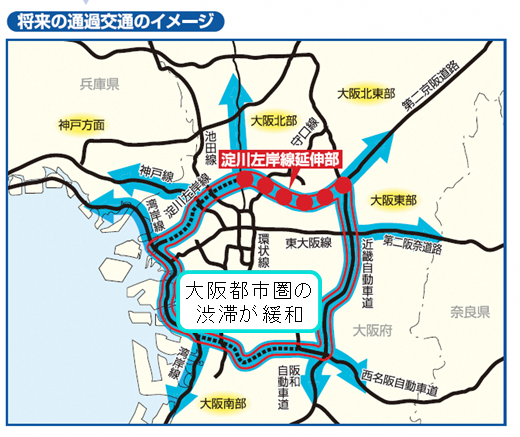 将来の通過交通のイメージ
兵庫県
神戸方面
大阪北部
大阪北東部
第二京阪道路
池田線
守口線
淀川左岸線延伸部
神戸線
淀川左岸線
湾岸線
大阪東部
環状線
東大阪線
第二阪奈道路
近畿自動車道
大阪都市圏の
渋滞が緩和
奈良県
大阪府
湾岸線
大阪南部
阪和
自動車道
西名阪自動車道